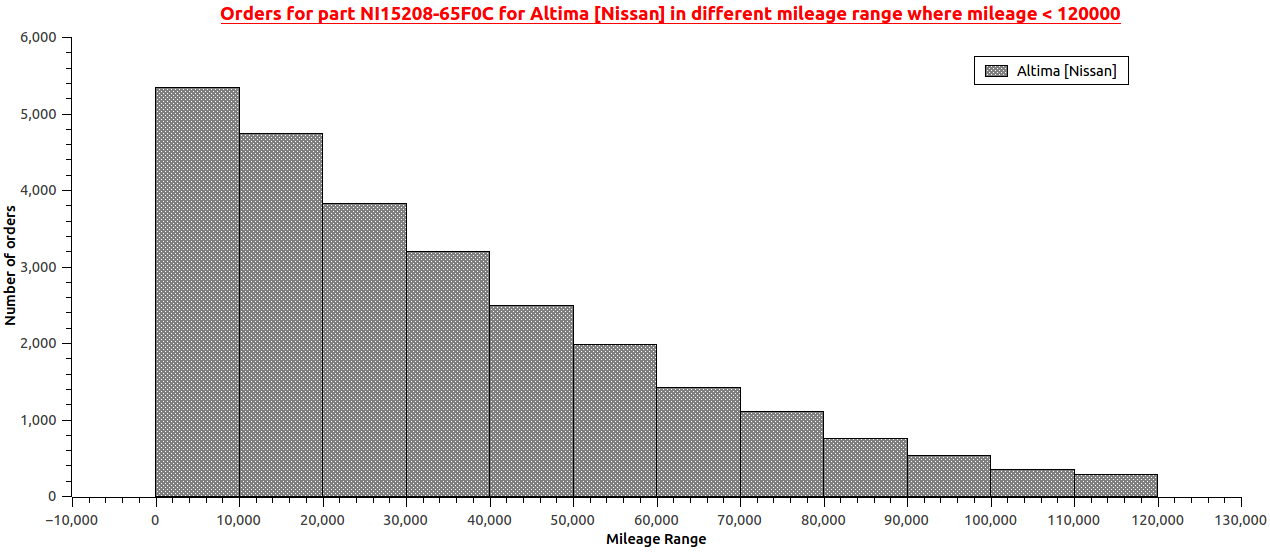 Orders for part NI15208-65F0C for Altima [Nissan] in different mileage range where mileage < 120000
6,000
Altima [Nissan]
5,000
4,000
3,000
2,000
1,000
0
Number of orders
−10,000 0 10,000 20,000 30,000 40,000 50,000 60,000 70,000 80,000 90,000 100,000 110,000 120,000 130,000
Mileage Range